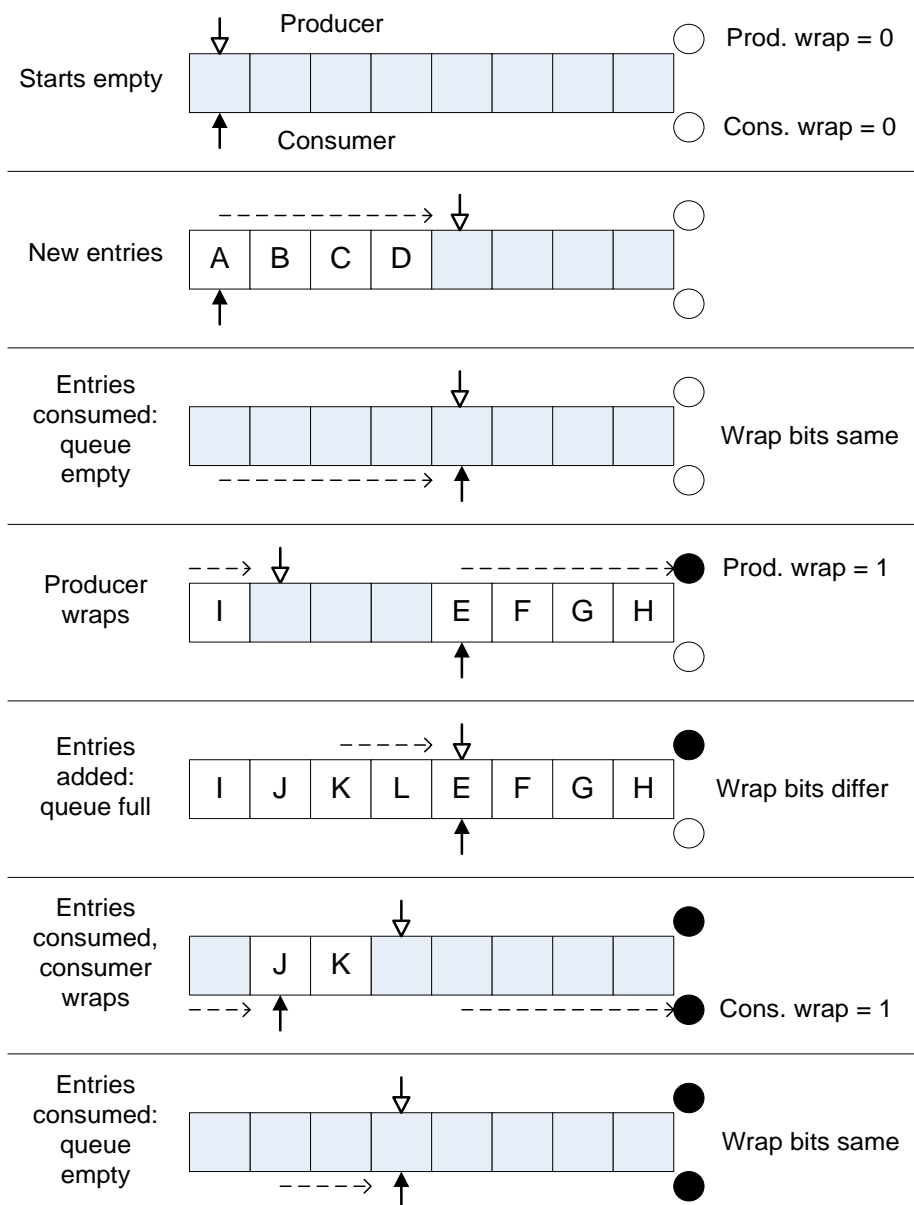 Producer
Prod. wrap = 0
Starts empty
Consumer
Cons. wrap = 0
New entries
A B C D
Entries
consumed:
queue
empty
Wrap bits same
Producer
wraps
Prod. wrap = 1
I E F G H
Entries
added:
queue full
I J K L E F G H
Wrap bits differ
Entries
consumed,
consumer
wraps
J K
Cons. wrap = 1
Entries
consumed:
queue
empty
Wrap bits same